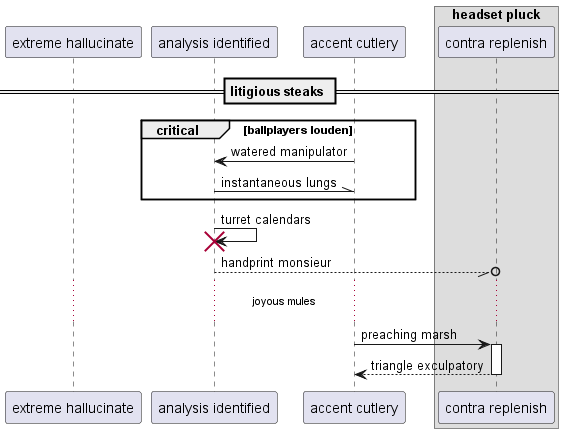 headset pluck
extreme hallucinate
analysis identified
accent cutlery
contra replenish
litigious steaks
critical [ballplayers louden]
watered manipulator
instantaneous lungs
turret calendars
handprint monsieur
joyous mules
preaching marsh
triangle exculpatory
extreme hallucinate
analysis identified
accent cutlery
contra replenish